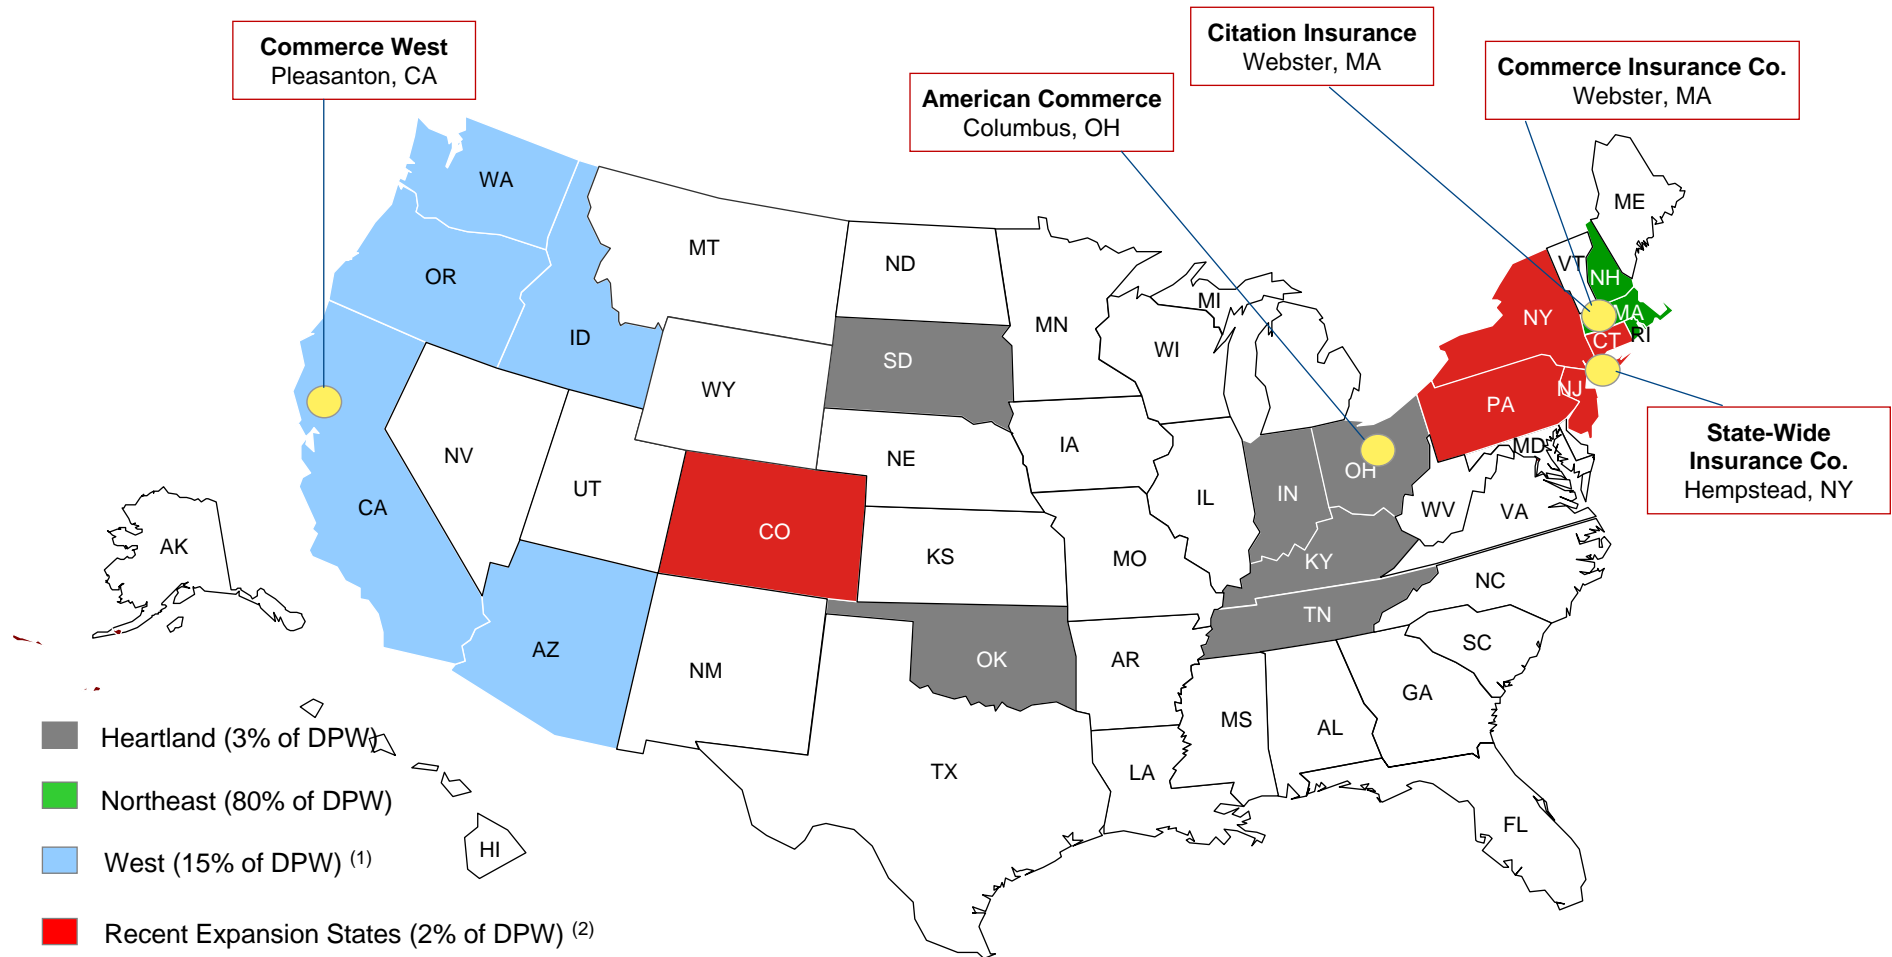 Commerce West
Pleasanton, CA
Citation Insurance
Webster, MA
Commerce Insurance Co.
Webster, MA
American Commerce
Columbus, OH
State-Wide
Insurance Co.
Hempstead, NY
WA
OR
ID
MT
ND
SD
WY
NE
NV
UT
CO
KS
CA
AZ
NM
OK
TX
MN
WI
MI
IA
IL
MO
AR
LA
MS
AL
GA
FL
SC
NC
TN
KY
IN
OH
WV
VA
MD
PA
NJ
NY
CT
RI
MA
NH
VT
ME
AK
HI
Heartland (3% of DPW)
Northeast (80% of DPW)
West (15% of DPW) (1)
Recent Expansion States (2% of DPW) (2)